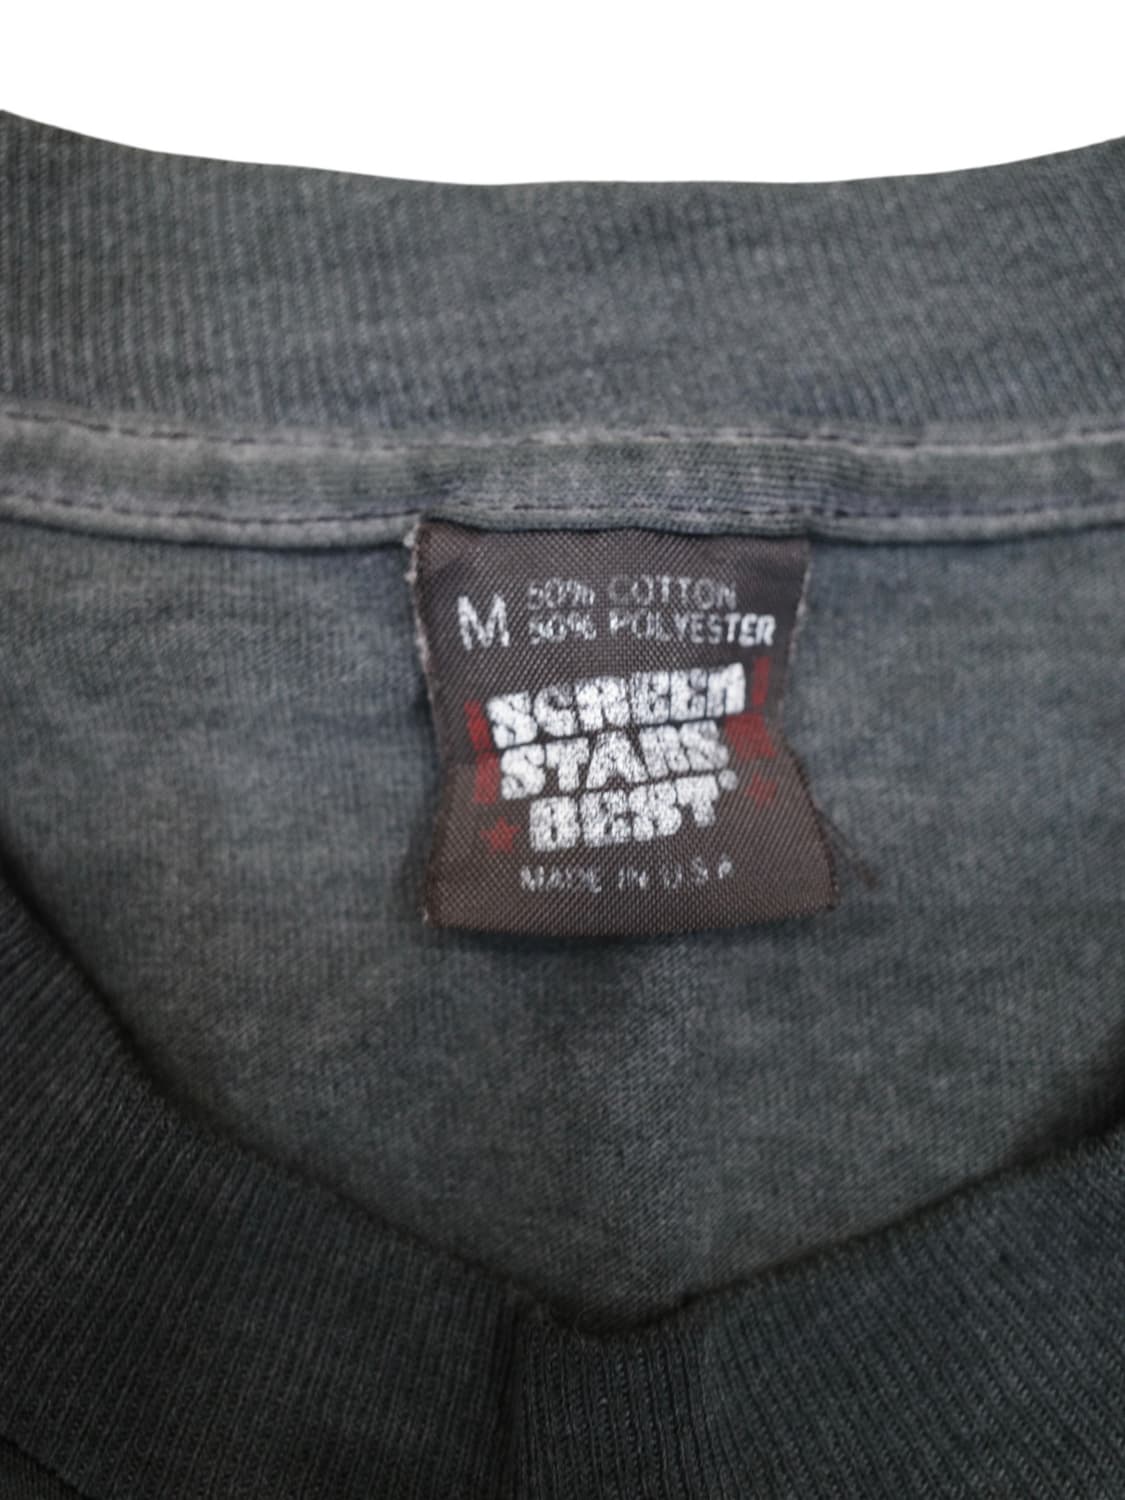 M 50% COTTON
50% POLYESTER
SCREEN
STARS
BEST®
MADE IN U.S.A